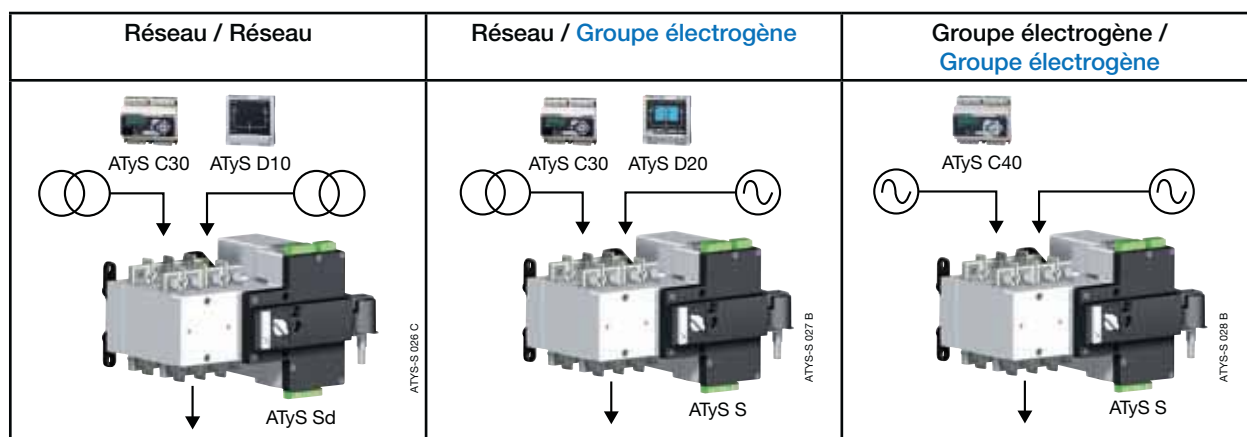 Réseau / Réseau
Réseau / Groupe électrogène
Groupe électrogène /
Groupe électrogène
ATyS C30
ATyS D10
ATyS C30
ATyS D20
ATyS C40
ATYS-S 026 C
ATYS-S 027 B
ATYS-S 028 B
ATyS Sd
ATyS S
ATyS S